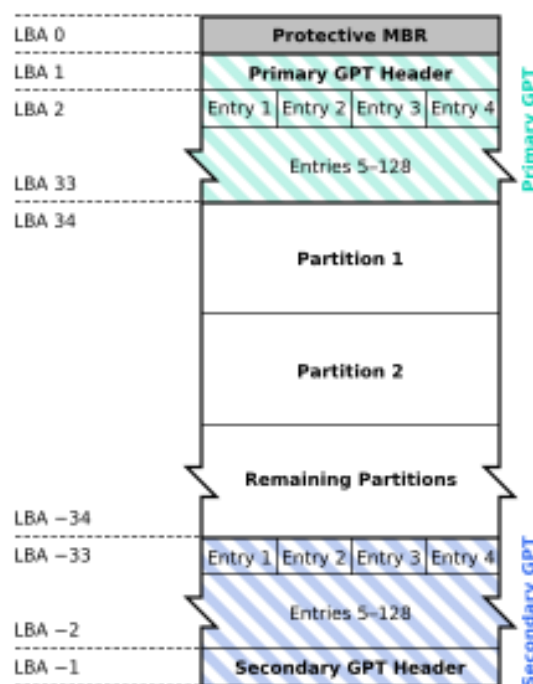 LBA 0
Protective MBR
LBA 1
Primary GPT Header
LBA 2
Entry 1 Entry 2 Entry 3 Entry 4
Entries 5–128
LBA 33
Primary GPT
LBA 34
Partition 1
Partition 2
Remaining Partitions
LBA −34
LBA −33
Entry 1 Entry 2 Entry 3 Entry 4
Entries 5–128
LBA −2
LBA −1
Secondary GPT Header
Secondary GPT